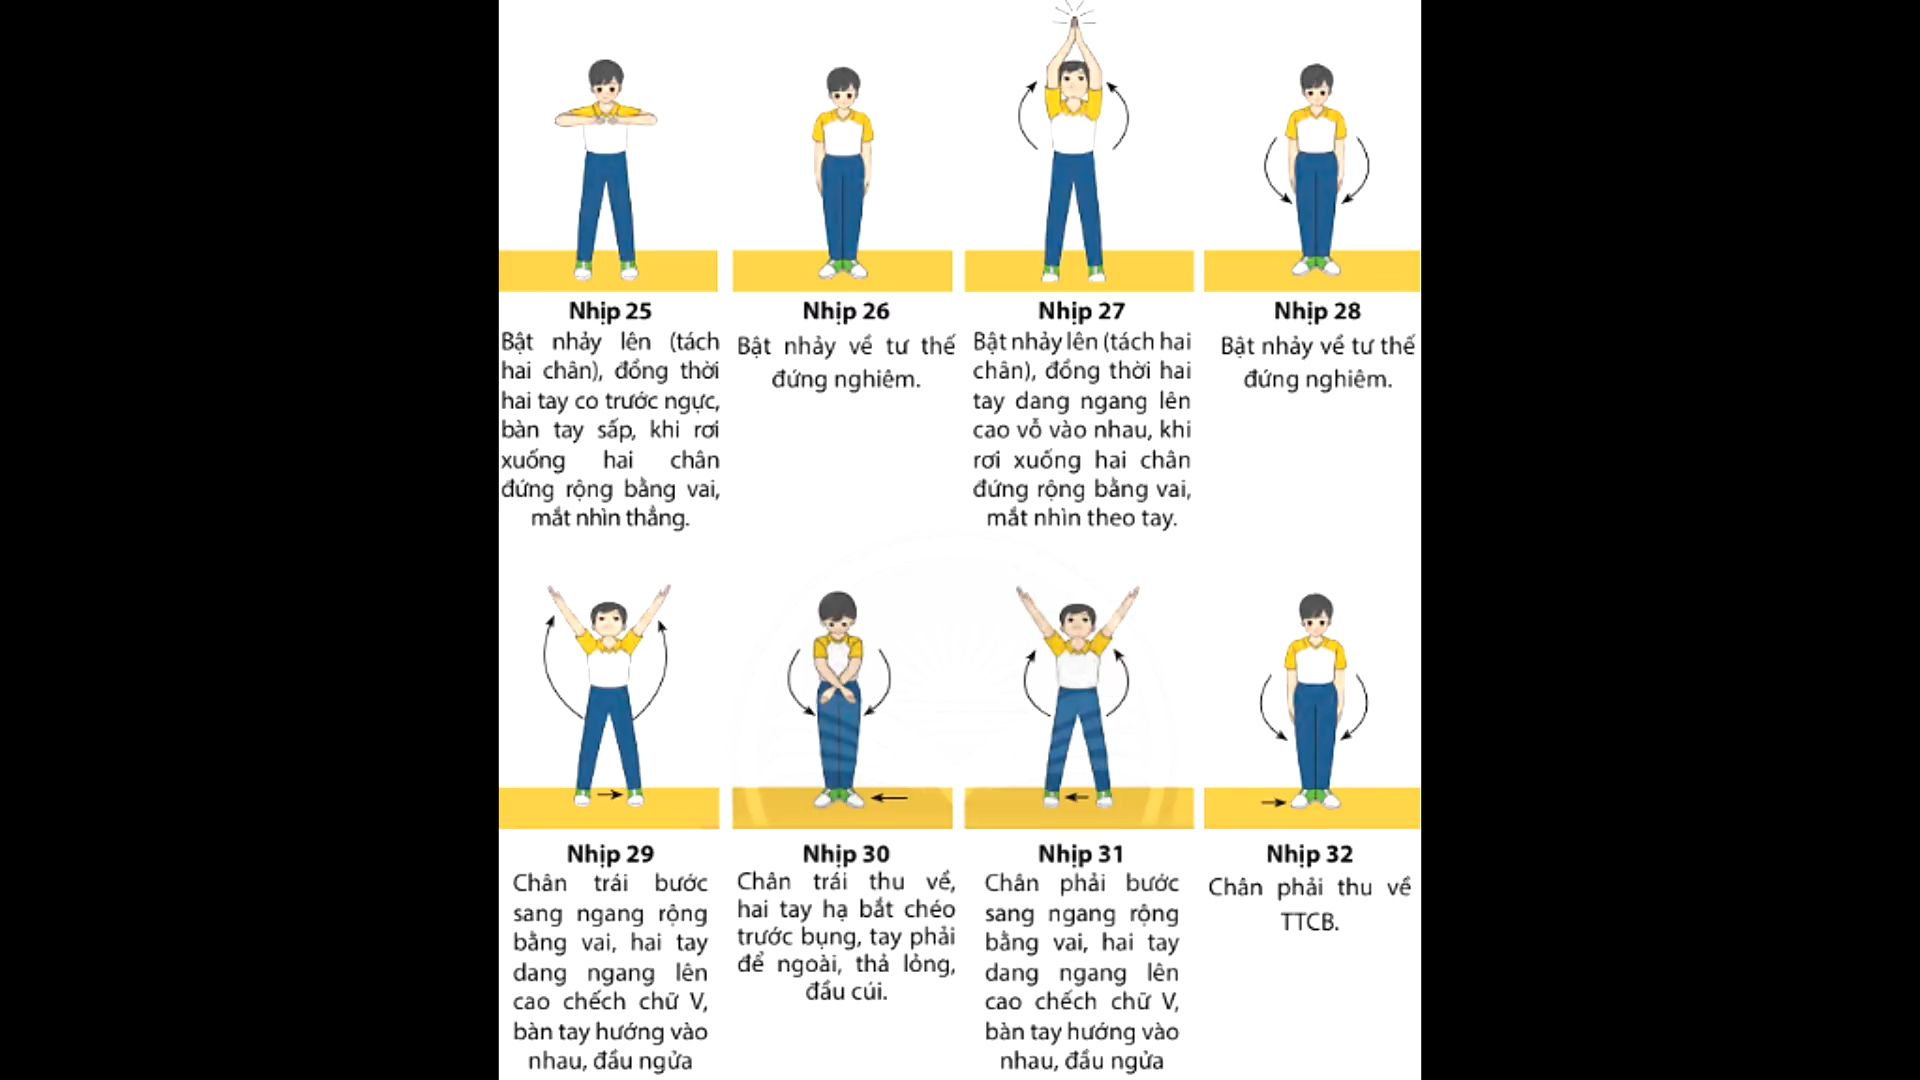 Nhịp 25
Bật nhảy lên (tách
hai chân), đồng thời
hai tay co trước ngực,
bàn tay sấp, khi rơi
xuống hai chân
đứng rộng bằng vai,
mắt nhìn thẳng.
Nhịp 26
Bật nhảy về tư thế
đứng nghiêm.
Nhịp 27
Bật nhảy lên (tách hai
chân), đồng thời hai
tay dang ngang lên
cao vỗ vào nhau, khi
rơi xuống hai chân
đứng rộng bằng vai,
mắt nhìn theo tay.
Nhịp 28
Bật nhảy về tư thế
đứng nghiêm.
Nhịp 29
Chân trái bước
sang ngang rộng
bằng vai, hai tay
dang ngang lên
cao chếch chữ V,
bàn tay hướng vào
nhau, đầu ngửa
Nhịp 30
Chân trái thu về,
hai tay hạ bắt chéo
trước bụng, tay phải
để ngoài, thả lỏng,
đầu cúi.
Nhịp 31
Chân phải bước
sang ngang rộng
bằng vai, hai tay
dang ngang lên
cao chếch chữ V,
bàn tay hướng vào
nhau, đầu ngửa
Nhịp 32
Chân phải thu về
TTCB.